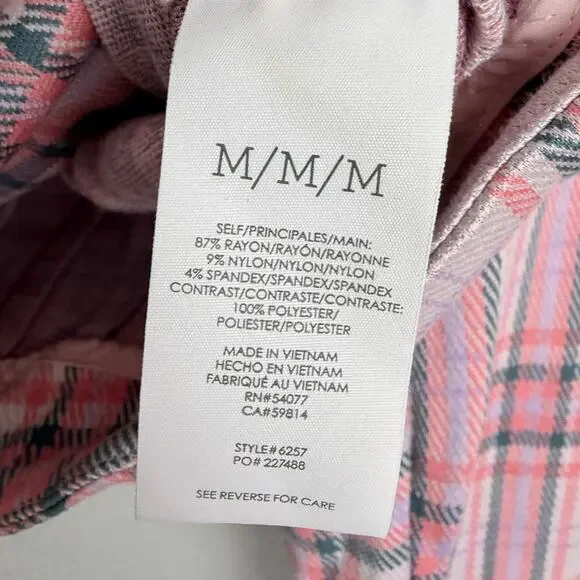 M/M/M
SELF/PRINCIPALES/MAIN:
87% RAYON/RAYÓN/RAYONNE
9% NYLON/NYLON/NYLON
4% SPANDEX/SPANDEX/SPANDEX
CONTRAST/CONTRASTE/CONTRASTE:
100% POLYESTER/
POLIESTER/POLYESTER
MADE IN VIETNAM
HECHO EN VIETNAM
FABRIQUÉ AU VIETNAM
RN#54077
CA#59814
STYLE#6257
PO# 227488
SEE REVERSE FOR CARE